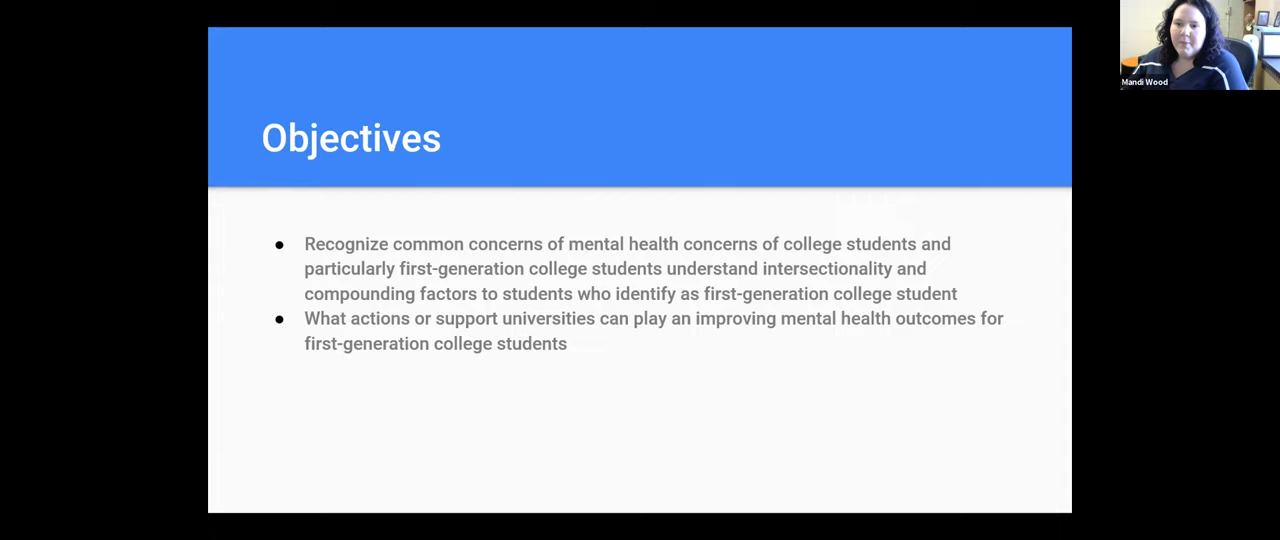 Objectives
Recognize common concerns of mental health concerns of college students and
particularly first-generation college students understand intersectionality and
compounding factors to students who identify as first-generation college student
What actions or support universities can play an improving mental health outcomes for
first-generation college students
Mandi Wood